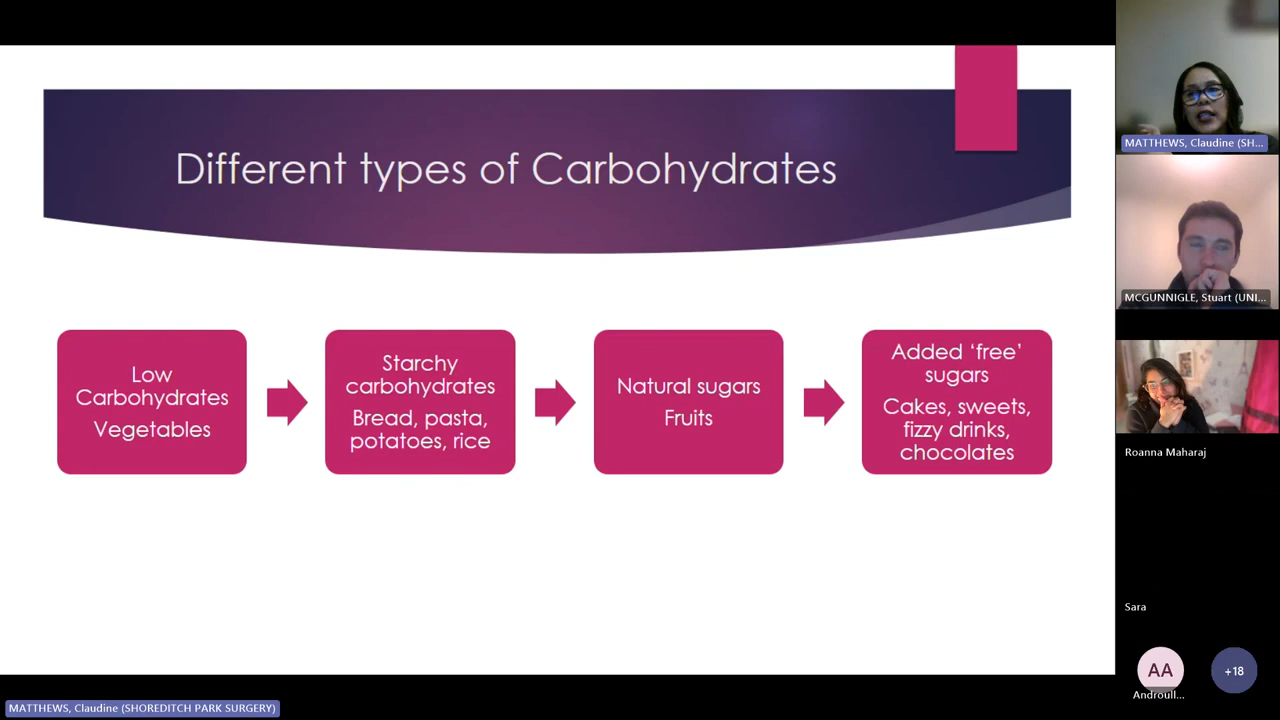 Different types of Carbohydrates
Low
Carbohydrates
Vegetables
Starchy
carbohydrates
Bread, pasta,
potatoes, rice
Natural sugars
Fruits
Added ‘free’
sugars
Cakes, sweets,
fizzy drinks,
chocolates
MATTHEWS, Claudine (SH...
MCGUNNIGLE, Stuart (UNI...
Roanna Maharaj
Sara
AA
Androull...
+18
MATTHEWS, Claudine (SHOREDITCH PARK SURGERY)